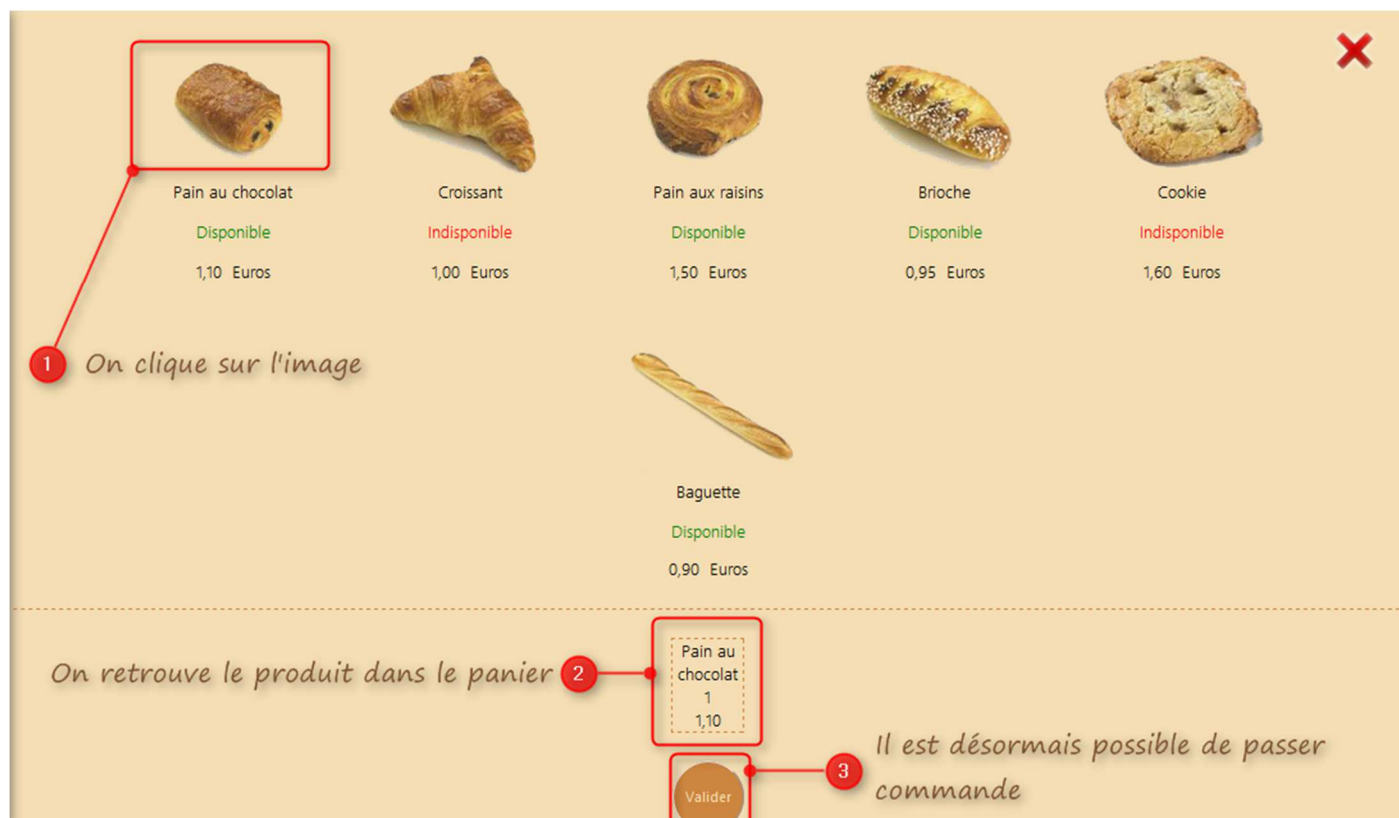 Pain au chocolat
Croissant
Pain aux raisins
Brioche
Cookie
Disponible
Indisponible
Disponible
Disponible
Indisponible
1,10 Euros
1,00 Euros
1,50 Euros
0,95 Euros
1,60 Euros
1 On clique sur l'image
Baguette
Disponible
0,90 Euros
On retrouve le produit dans le panier 2
Pain au
chocolat
1
1,10
3 Il est désormais possible de passer
commande
Valider